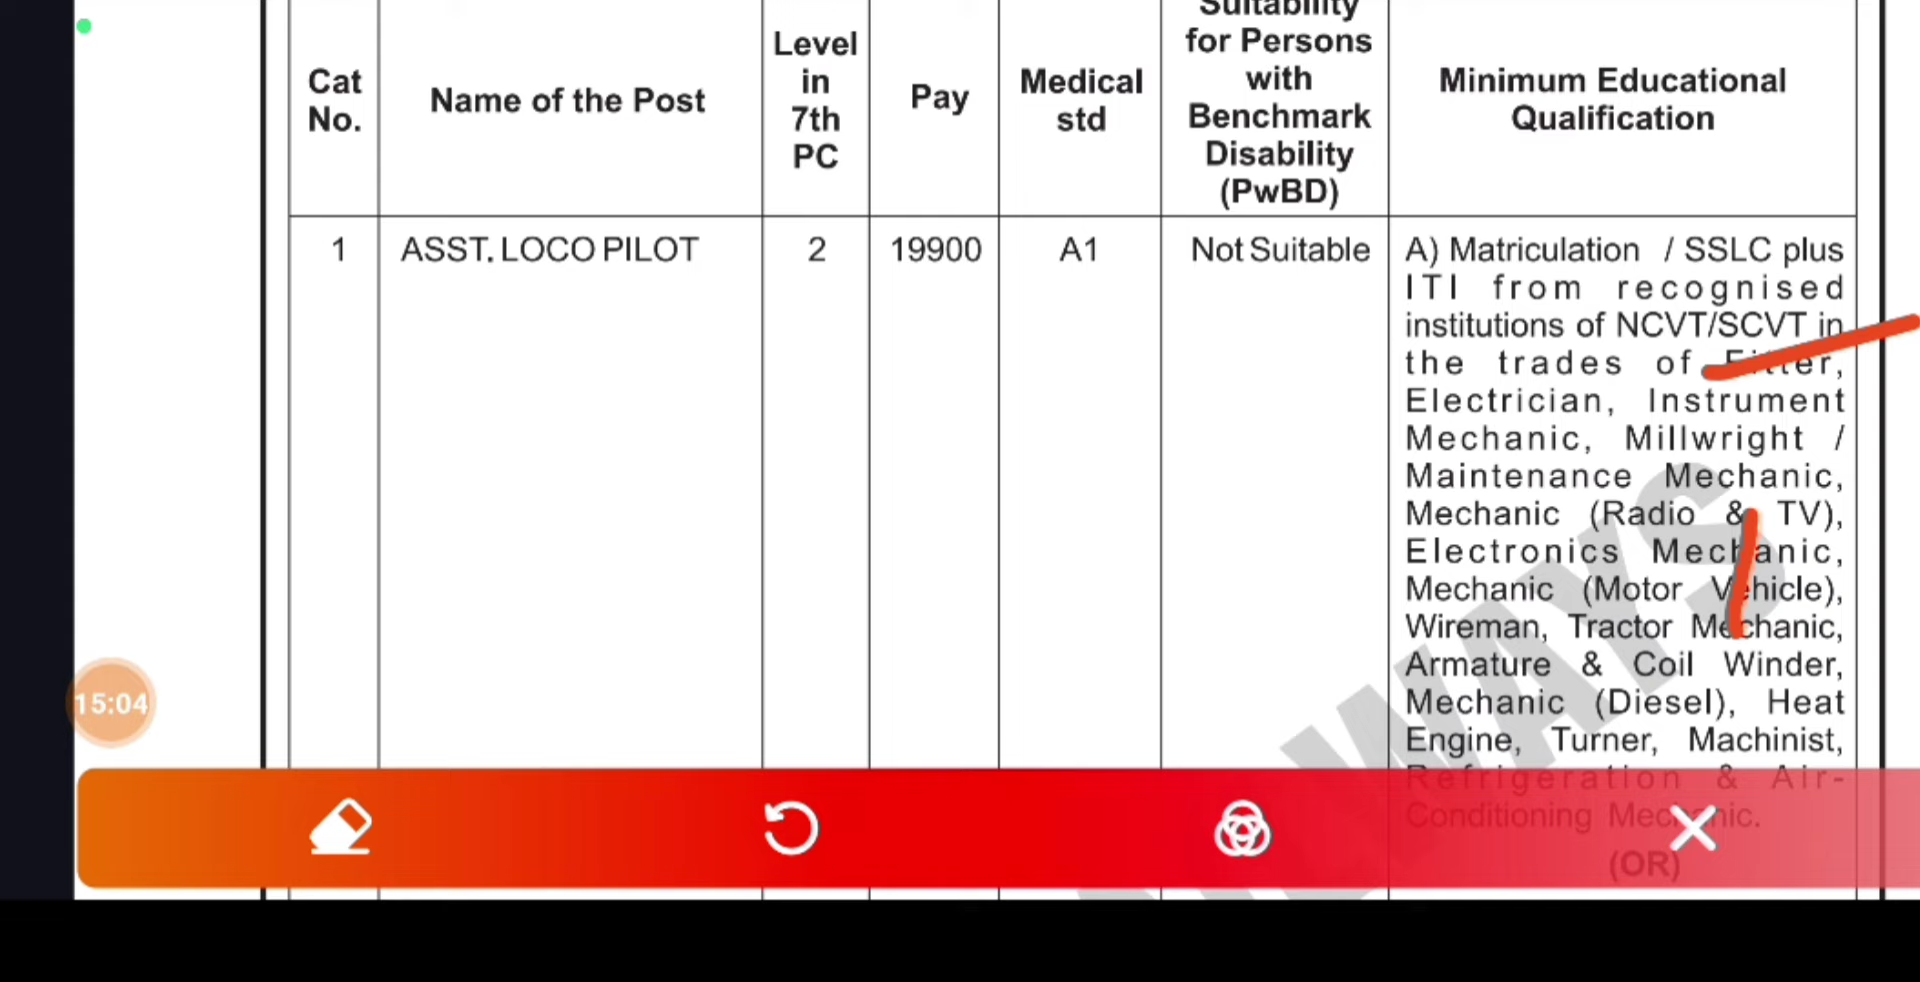 Suitability
for Persons
with
Benchmark
Disability
(PwBD)
Cat
No.
Name of the Post
Level
in
7th
PC
Pay
Medical
std
Minimum Educational
Qualification
1
ASST. LOCO PILOT
2
19900
A1
Not Suitable
A) Matriculation / SSLC plus
ITI from recognised
institutions of NCVT/SCVT in
the trades of Fitter,
Electrician, Instrument
Mechanic, Millwright /
Maintenance Mechanic,
Mechanic (Radio & TV),
Electronics Mechanic,
Mechanic (Motor Vehicle),
Wireman, Tractor Mechanic,
Armature & Coil Winder,
Mechanic (Diesel), Heat
Engine, Turner, Machinist,
Refrigeration & Air-
Conditioning Mechanic.
(OR)
15:04